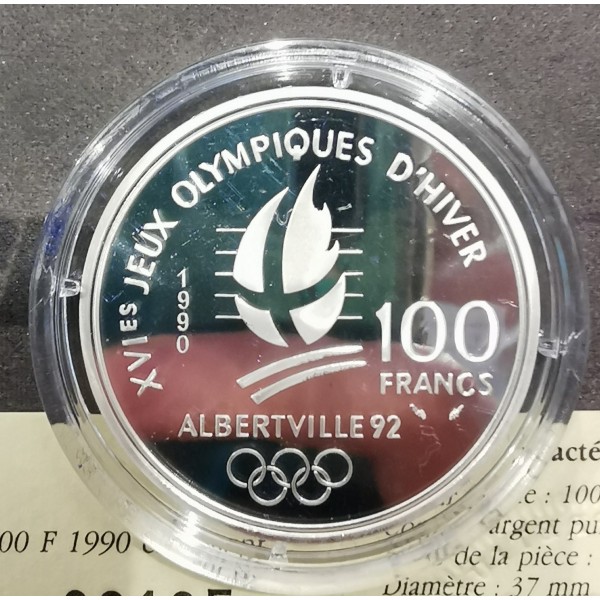 XVIES JEUX OLYMPIQUES D'HIVER
1990
100
FRANCS
ALBERTVILLE 92
acté
: 100
argent pu
00 F 1990
de la pièce :
Diamètre : 37 mm